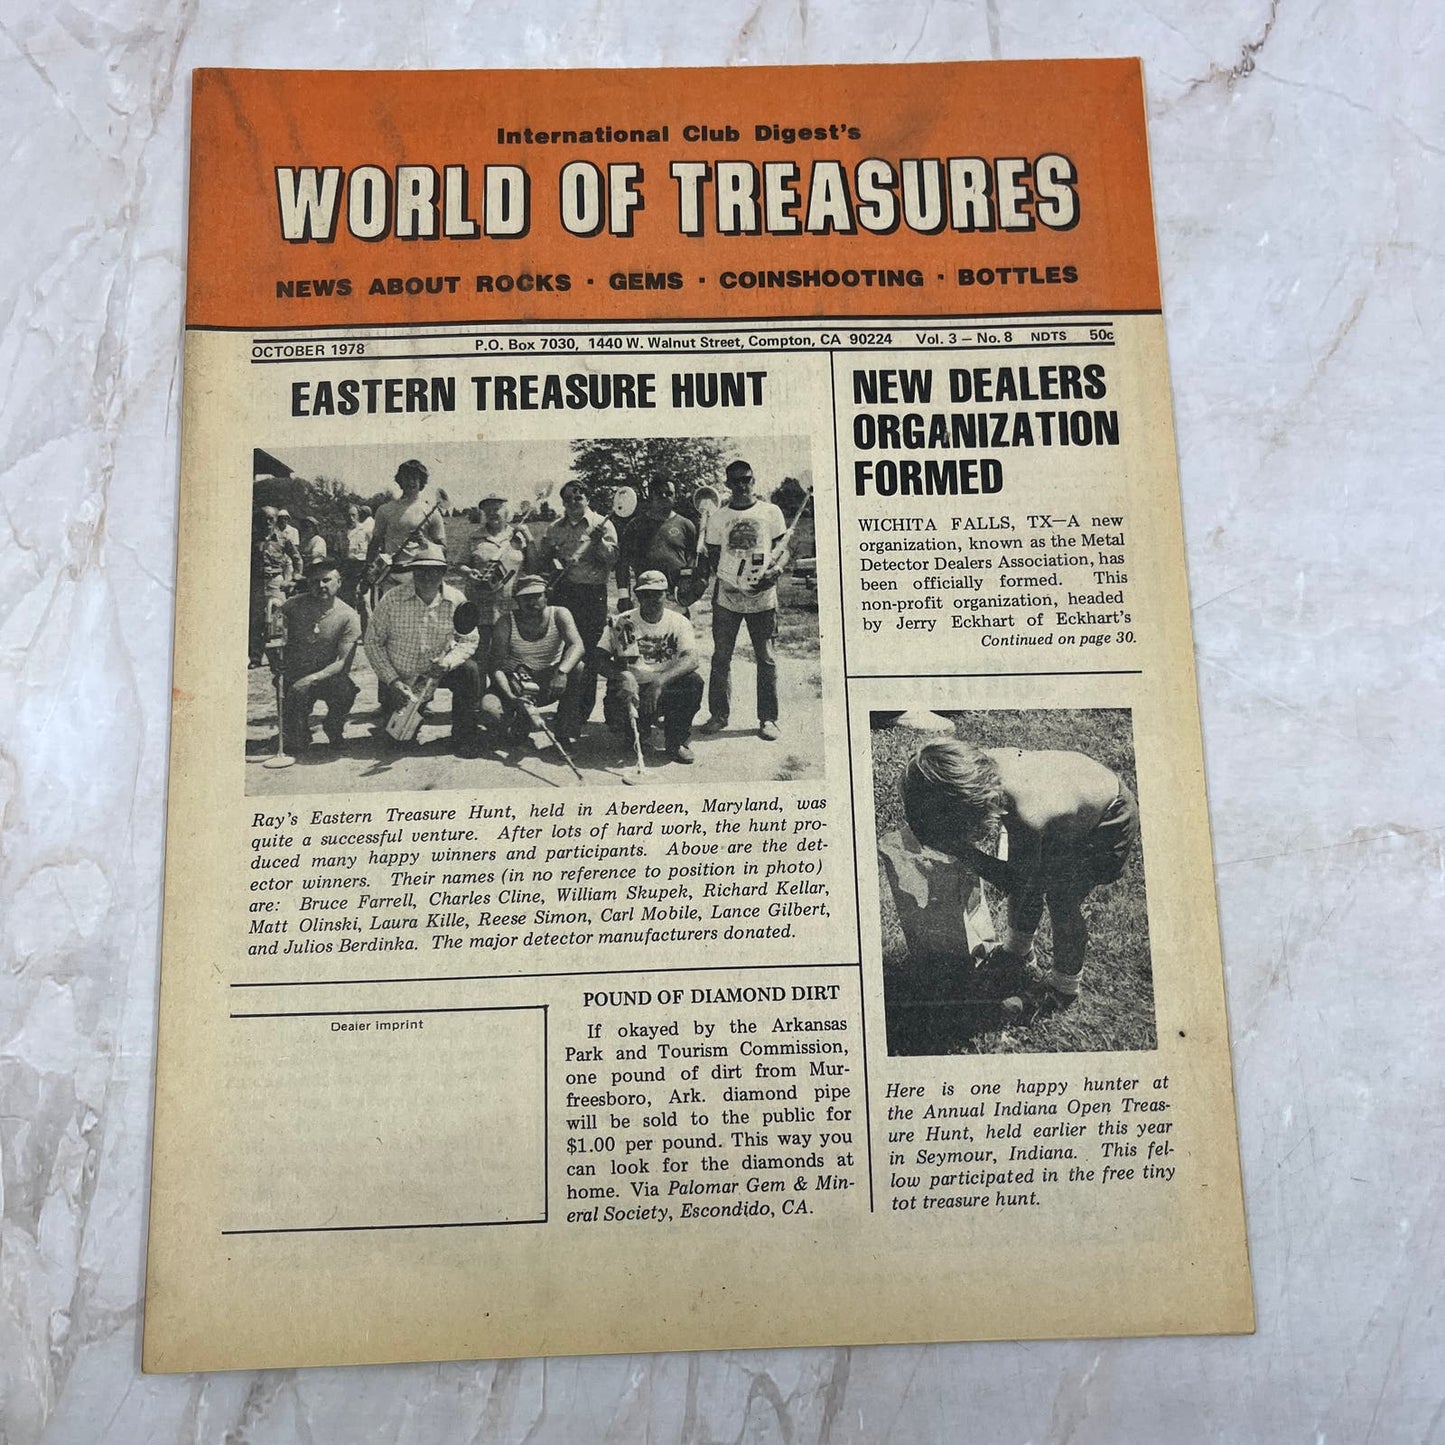 International Club Digest's
WORLD OF TREASURES
NEWS ABOUT ROCKS · GEMS · COINSHOOTING · BOTTLES
OCTOBER 1978 P.O. Box 7030, 1440 W. Walnut Street, Compton, CA 90224 Vol. 3 – No. 8 NDTS 50c
EASTERN TREASURE HUNT
Ray's Eastern Treasure Hunt, held in Aberdeen, Maryland, was
quite a successful venture. After lots of hard work, the hunt pro-
duced many happy winners and participants. Above are the det-
ector winners. Their names (in no reference to position in photo)
are: Bruce Farrell, Charles Cline, William Skupek, Richard Kellar,
Matt Olinski, Laura Kille, Reese Simon, Carl Mobile, Lance Gilbert,
and Julios Berdinka. The major detector manufacturers donated.
NEW DEALERS
ORGANIZATION
FORMED
WICHITA FALLS, TX—A new
organization, known as the Metal
Detector Dealers Association, has
been officially formed. This
non-profit organization, headed
by Jerry Eckhart of Eckhart's
Continued on page 30.
Here is one happy hunter at
the Annual Indiana Open Treas-
ure Hunt, held earlier this year
in Seymour, Indiana. This fel-
low participated in the free tiny
tot treasure hunt.
Dealer imprint
POUND OF DIAMOND DIRT
If okayed by the Arkansas
Park and Tourism Commission,
one pound of dirt from Mur-
freesboro, Ark. diamond pipe
will be sold to the public for
$1.00 per pound. This way you
can look for the diamonds at
home. Via Palomar Gem & Min-
eral Society, Escondido, CA.